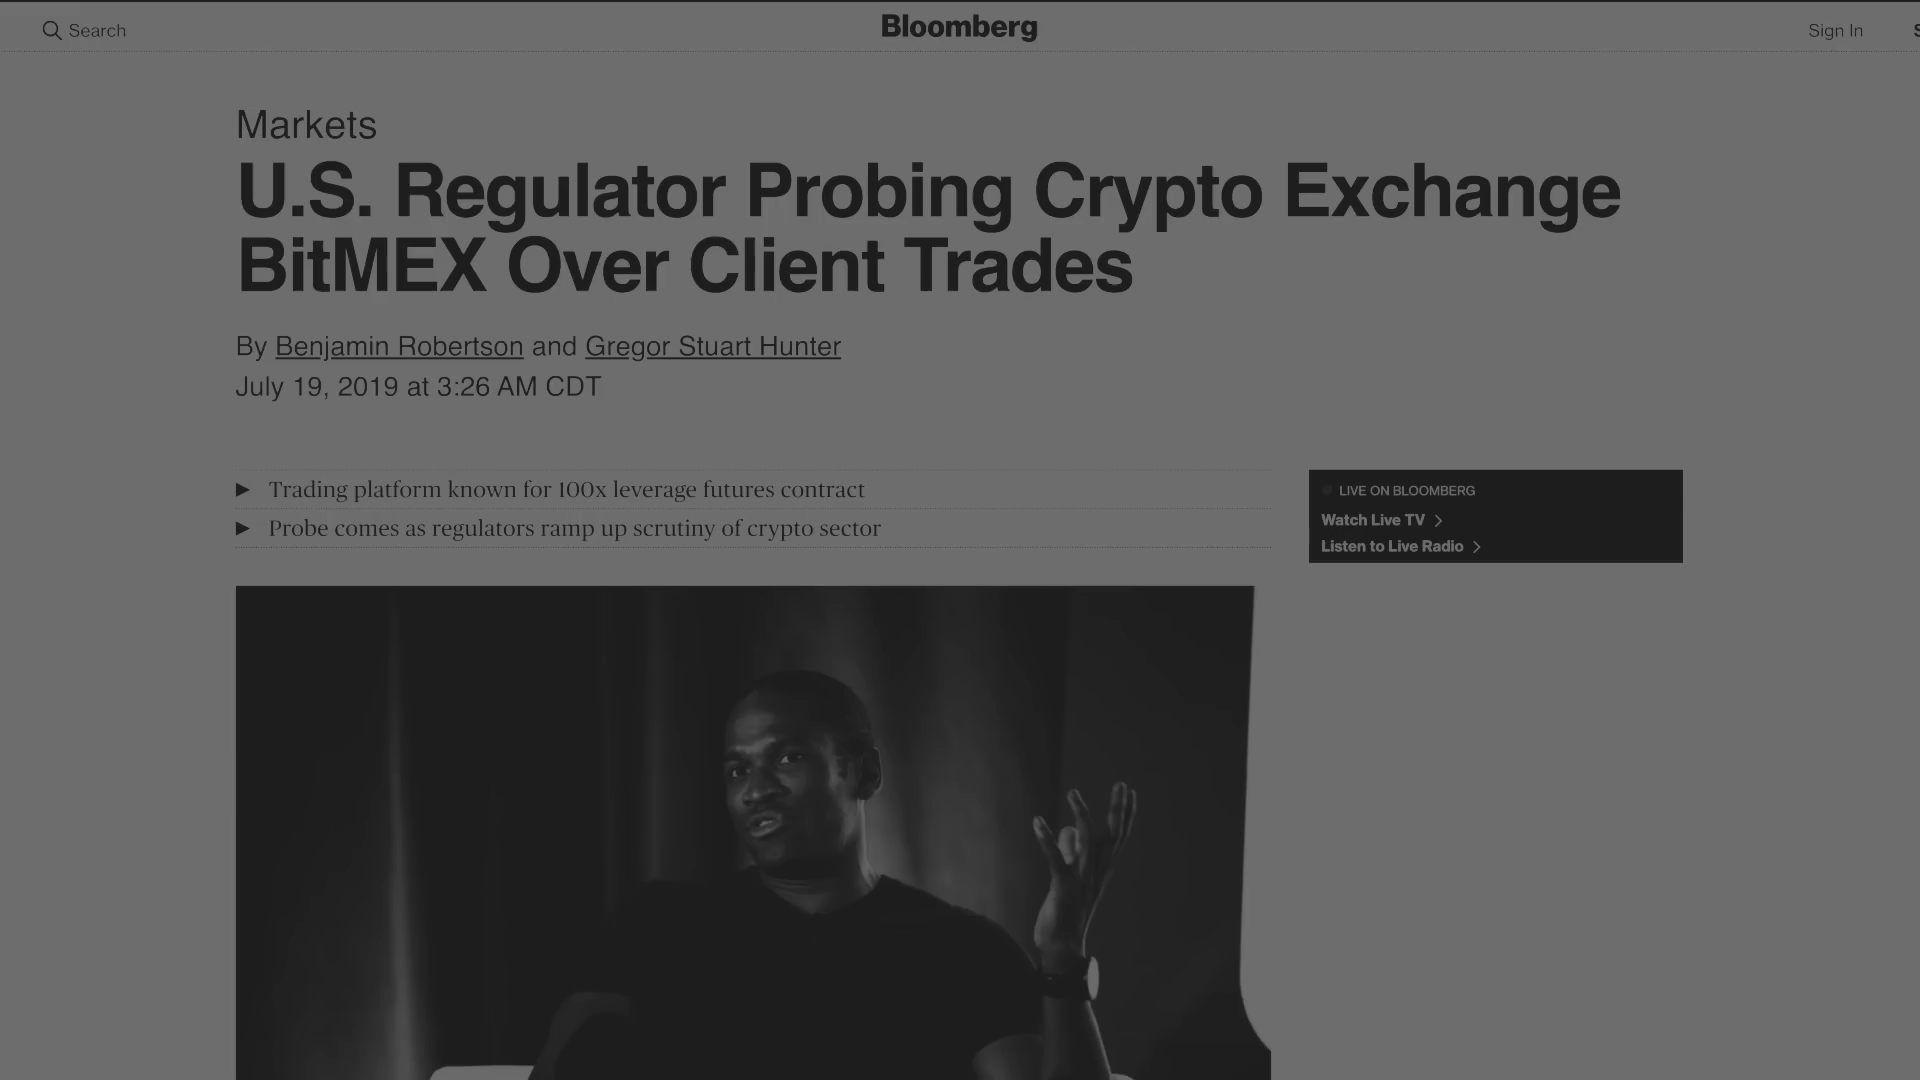 Search
Bloomberg
Sign In
Markets
U.S. Regulator Probing Crypto Exchange
BitMEX Over Client Trades
By Benjamin Robertson and Gregor Stuart Hunter
July 19, 2019 at 3:26 AM CDT
▶ Trading platform known for 100x leverage futures contract
▶ Probe comes as regulators ramp up scrutiny of crypto sector
LIVE ON BLOOMBERG
Watch Live TV >
Listen to Live Radio >